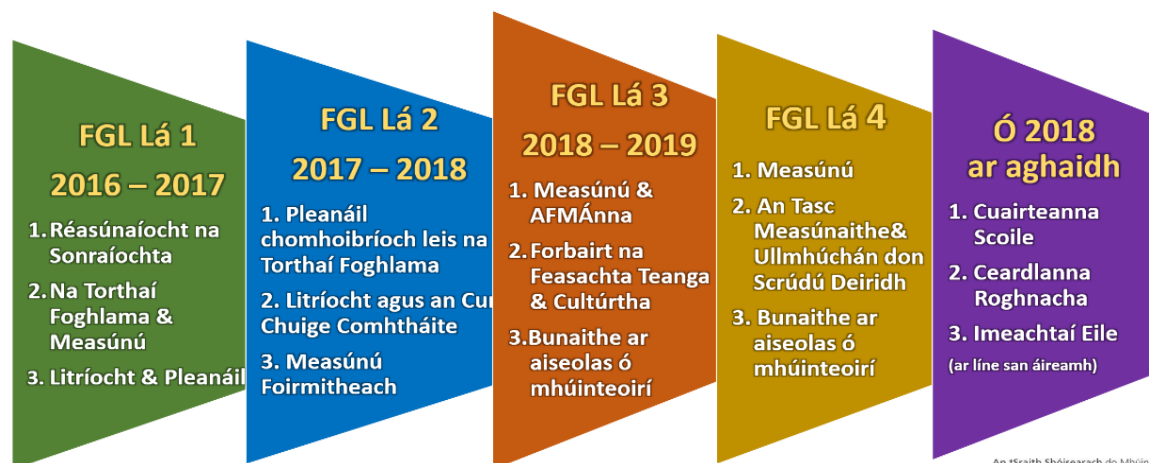 FGL Lá 1
2016 – 2017
1. Réasúnaíocht na
Sonraíochta
2. Na Torthaí
Foghlama &
Measúnú
3. Litríocht & Pleanáil
FGL Lá 2
2017 – 2018
1. Pleanáil
chomhoibríoch leis na
Torthaí Foghlama
2. Litríocht agus an Cur
Chuige Comhtháite
3. Measúnú
Foirmitheach
FGL Lá 3
2018 – 2019
1. Measúnú &
AFMÁnna
2. Forbairt na
Feasachta Teanga
& Cultúrtha
3.Bunaithe ar
aiseolas ó
mhúinteoirí
FGL Lá 4
1. Measúnú
2. An Tasc
Measúnaithe&
Ullmhúchán don
Scrúdú Deiridh
3. Bunaithe ar
aiseolas ó
mhúinteoirí
Ó 2018
ar aghaidh
1. Cuairteanna
Scoile
2. Ceardlanna
Roghnacha
3. Imeachtaí Eile
(ar líne san áireamh)
An tSraith Shóisearach do